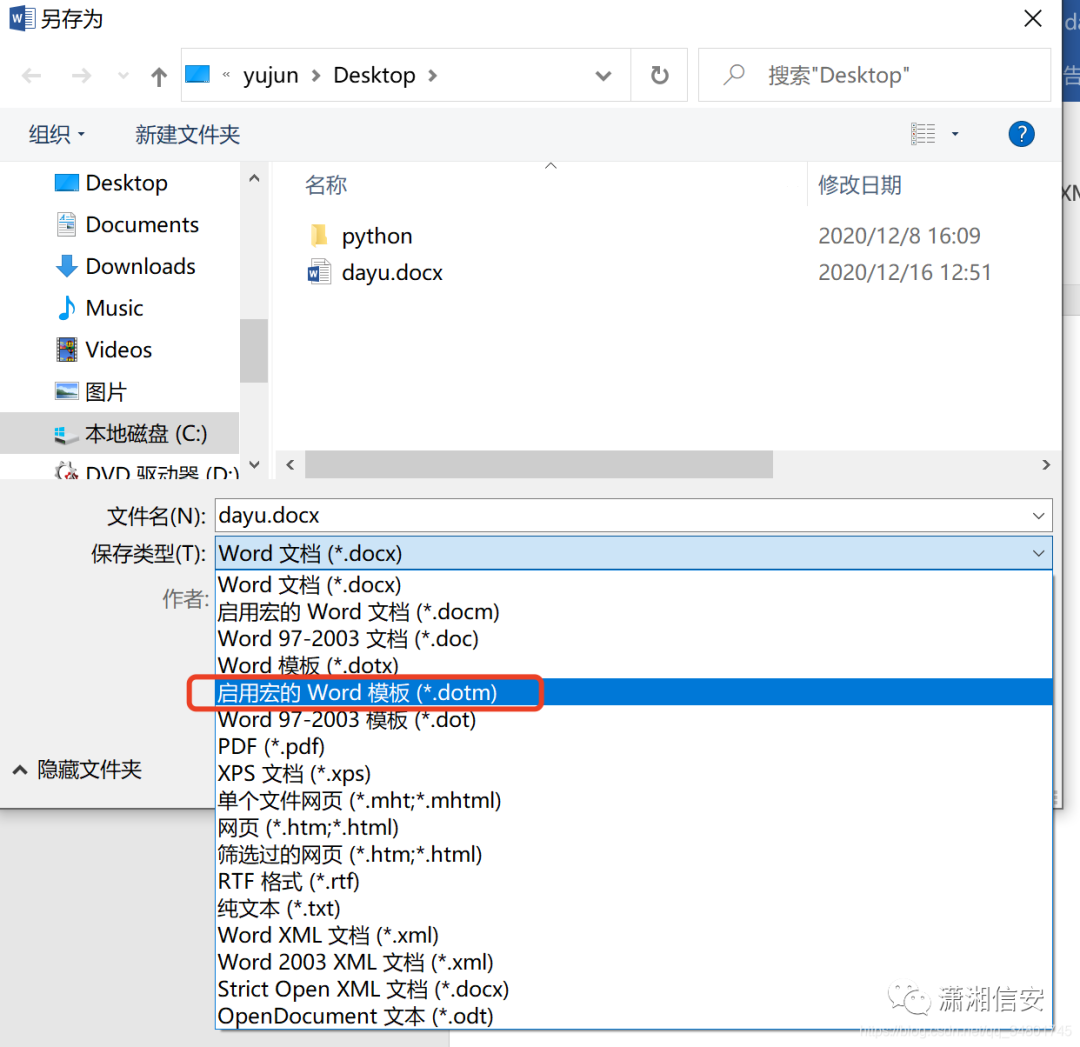 另存为
« yujun › Desktop ›
搜索"Desktop"
组织
新建文件夹
Desktop
Documents
Downloads
Music
Videos
图片
本地磁盘 (C:)
DVD 驱动器 (D:)
名称
修改日期
python
2020/12/8 16:09
dayu.docx
2020/12/16 12:51
文件名(N): dayu.docx
保存类型(T): Word 文档 (*.docx)
作者:
Word 文档 (*.docx)
启用宏的 Word 文档 (*.docm)
Word 97-2003 文档 (*.doc)
Word 模板 (*.dotx)
启用宏的 Word 模板 (*.dotm)
Word 97-2003 模板 (*.dot)
PDF (*.pdf)
XPS 文档 (*.xps)
单个文件网页 (*.mht;*.mhtml)
网页 (*.htm;*.html)
筛选过的网页 (*.htm;*.html)
RTF 格式 (*.rtf)
纯文本 (*.txt)
Word XML 文档 (*.xml)
Word 2003 XML 文档 (*.xml)
Strict Open XML 文档 (*.docx)
OpenDocument 文本 (*.odt)
隐藏文件夹
潇湘信安